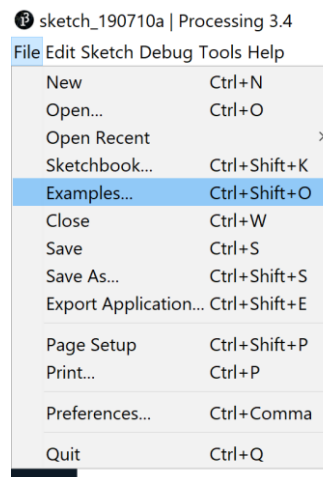 sketch_190710a | Processing 3.4
File Edit Sketch Debug Tools Help
New Ctrl+N
Open... Ctrl+O
Open Recent >
Sketchbook... Ctrl+Shift+K
Examples... Ctrl+Shift+O
Close Ctrl+W
Save Ctrl+S
Save As... Ctrl+Shift+S
Export Application... Ctrl+Shift+E
Page Setup Ctrl+Shift+P
Print... Ctrl+P
Preferences... Ctrl+Comma
Quit Ctrl+Q